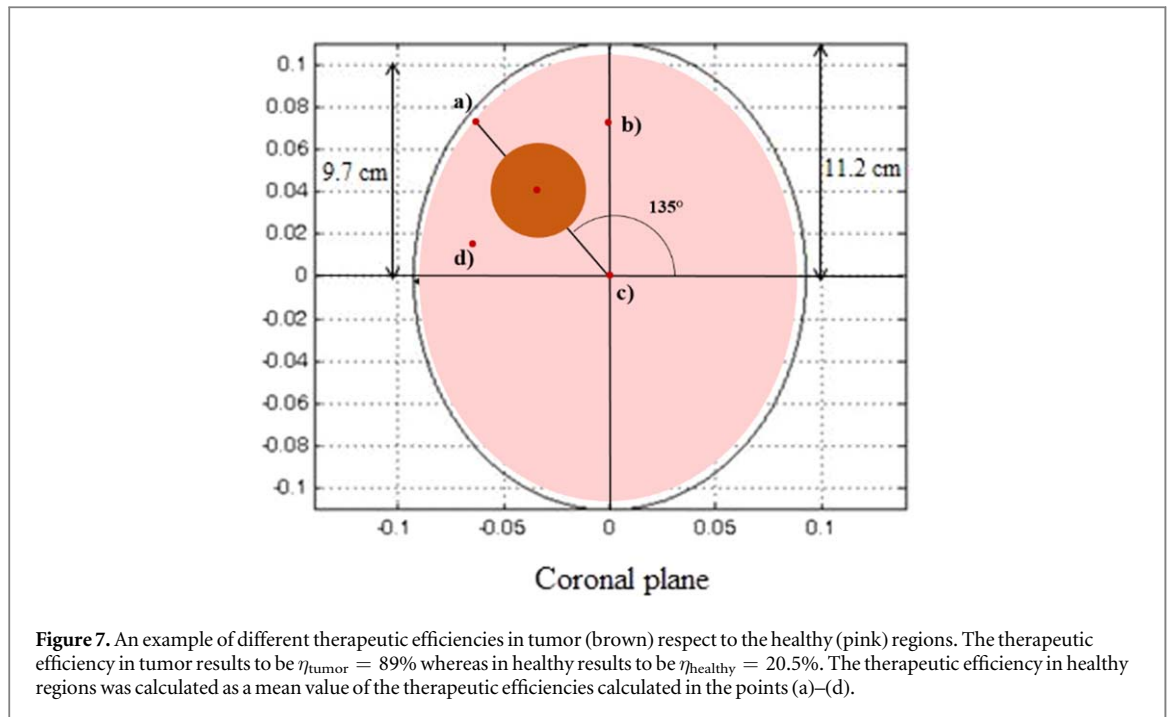 0.1
a)
0.08
b)
0.06
9.7 cm
11.2 cm
0.04
135°
0.02
d)
0
c)
-0.02
-0.04
-0.06
-0.08
-0.1
-0.1 -0.05 0 0.05 0.1
Coronal plane
Figure 7. An example of different therapeutic efficiencies in tumor (brown) respect to the healthy (pink) regions. The therapeutic
efficiency in tumor results to be ηtumor = 89% whereas in healthy results to be ηhealthy = 20.5%. The therapeutic efficiency in healthy
regions was calculated as a mean value of the therapeutic efficiencies calculated in the points (a)–(d).